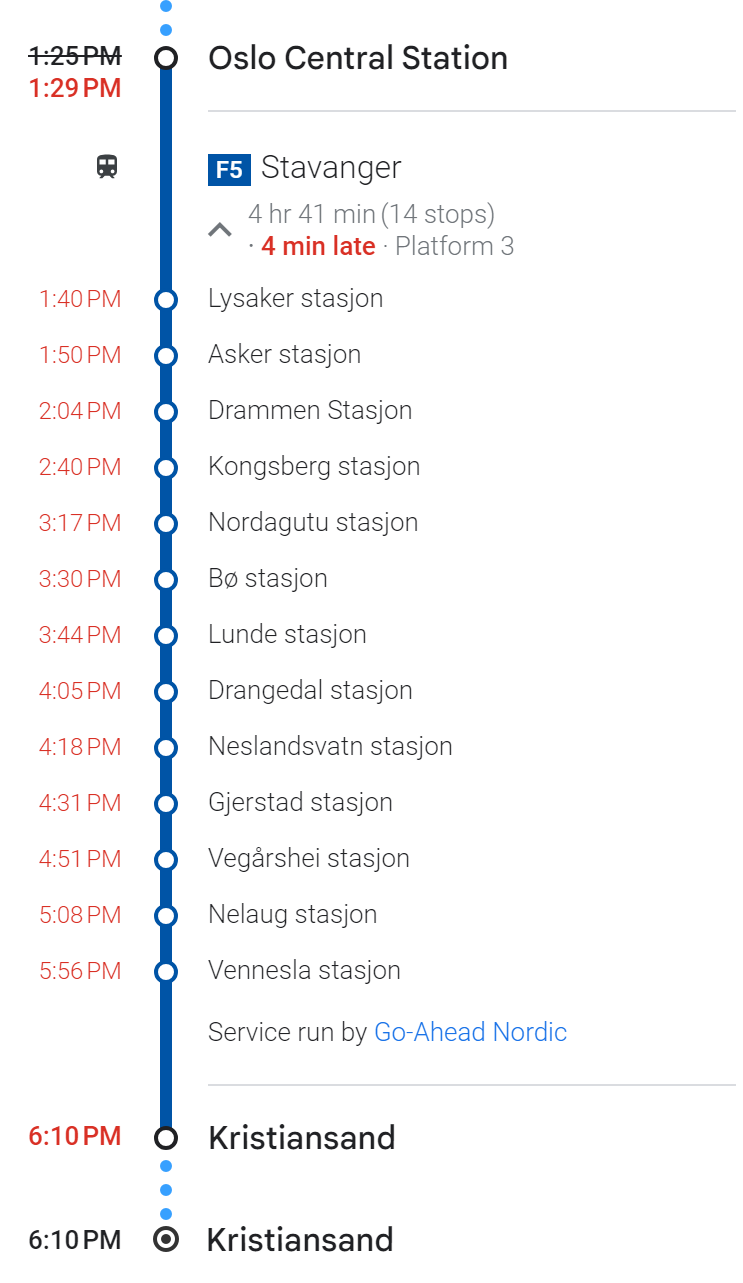 1:25 PM Oslo Central Station
1:29 PM
F5 Stavanger
4 hr 41 min (14 stops)
· 4 min late · Platform 3
1:40 PM Lysaker stasjon
1:50 PM Asker stasjon
2:04 PM Drammen Stasjon
2:40 PM Kongsberg stasjon
3:17 PM Nordagutu stasjon
3:30 PM Bø stasjon
3:44 PM Lunde stasjon
4:05 PM Drangedal stasjon
4:18 PM Neslandsvatn stasjon
4:31 PM Gjerstad stasjon
4:51 PM Vegårshei stasjon
5:08 PM Nelaug stasjon
5:56 PM Vennesla stasjon
Service run by Go-Ahead Nordic
6:10 PM Kristiansand
6:10 PM Kristiansand